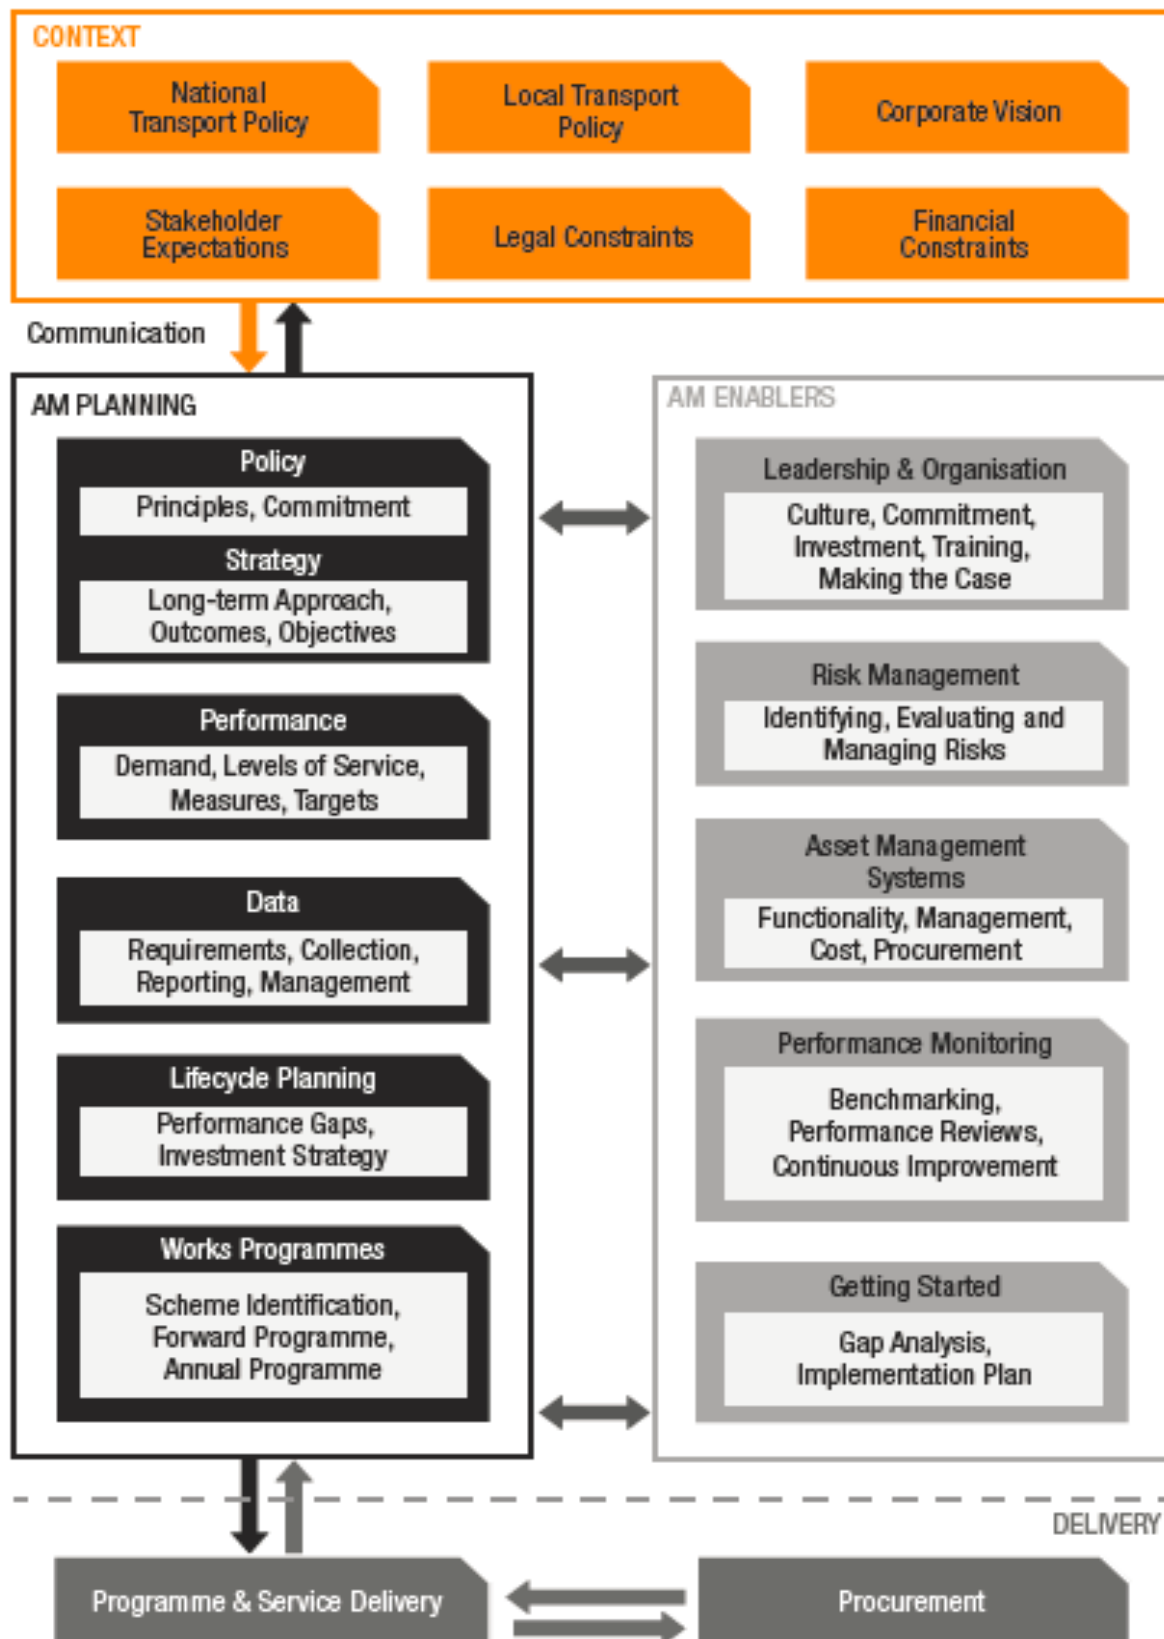 CONTEXT
National
Transport Policy
Local Transport
Policy
Corporate Vision
Stakeholder
Expectations
Legal Constraints
Financial
Constraints
Communication
AM PLANNING
Policy
Principles, Commitment
Strategy
Long-term Approach,
Outcomes, Objectives
Performance
Demand, Levels of Service,
Measures, Targets
Data
Requirements, Collection,
Reporting, Management
Lifecycle Planning
Performance Gaps,
Investment Strategy
Works Programmes
Scheme Identification,
Forward Programme,
Annual Programme
AM ENABLERS
Leadership & Organisation
Culture, Commitment,
Investment, Training,
Making the Case
Risk Management
Identifying, Evaluating and
Managing Risks
Asset Management
Systems
Functionality, Management,
Cost, Procurement
Performance Monitoring
Benchmarking,
Performance Reviews,
Continuous Improvement
Getting Started
Gap Analysis,
Implementation Plan
DELIVERY
Programme & Service Delivery
Procurement